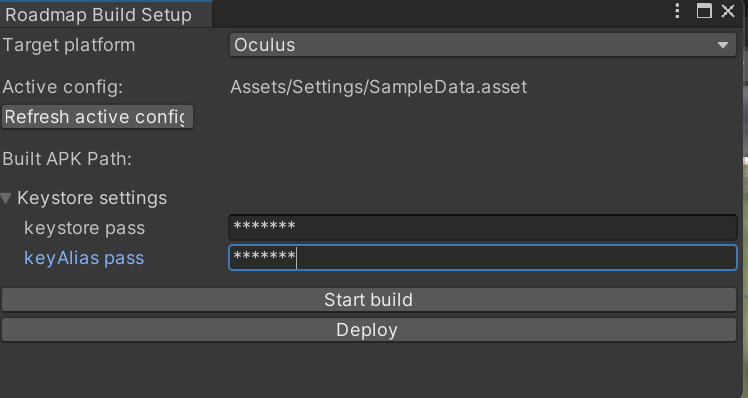 Roadmap Build Setup
Target platform Oculus
Active config: Assets/Settings/SampleData.asset
Refresh active config
Built APK Path:
Keystore settings
keystore pass *******
keyAlias pass *******
Start build
Deploy